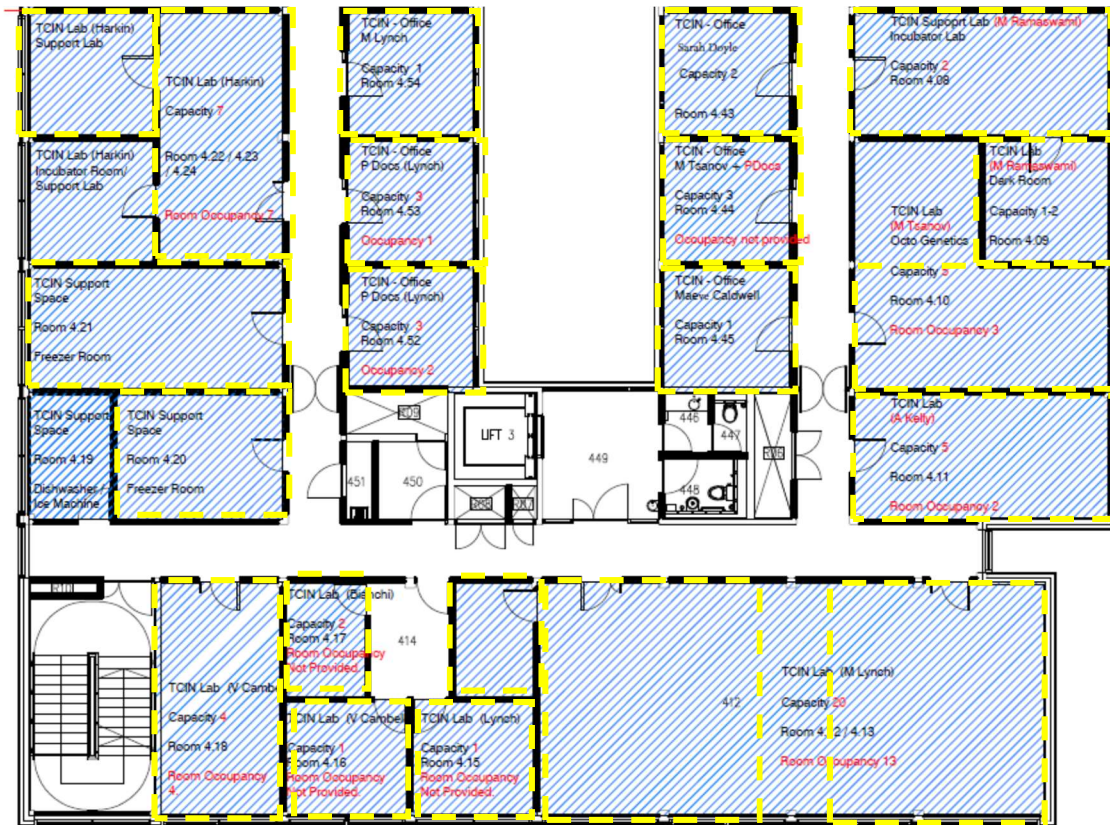 TCIN Lab (Harkin)
Support Lab
TCIN Lab (Harkin)
Capacity 7
Room 4.22 / 4.23
/ 4.24
Room Occupancy 7
TCIN Lab (Harkin)
Incubator Room/
Support Lab
TCIN Support
Space
Room 4.21
Freezer Room
TCIN Support
Space
Room 4.19
Dishwasher /
Ice Machine
TCIN Support
Space
Room 4.20
Freezer Room
TCIN - Office
M Lynch
Capacity 1
Room 4.54
TCIN - Office
P Docs (Lynch)
Capacity 3
Room 4.53
Occupancy 1
TCIN - Office
P Docs (Lynch)
Capacity 3
Room 4.52
Occupancy 2
TCIN - Office
Sarah Doyle
Capacity 2
Room 4.43
TCIN - Office
M Tsanov + PDocs
Capacity 3
Room 4.44
Occupancy not provided
TCIN - Office
Maeve Caldwell
Capacity 1
Room 4.45
TCIN Supoprt Lab (M Ramaswami)
Incubator Lab
Capacity 2
Room 4.08
TCIN Lab
(M Ramaswami)
Dark Room
Capacity 1-2
Room 4.09
TCIN Lab
(M Tsanov)
Octo Genetics
Capacity 5
Room 4.10
Room Occupancy 3
TCIN Lab
(A Kelly)
Capacity 5
Room 4.11
Room Occupancy 2
LIFT 3
451
450
449
446
447
448
414
412
TCIN Lab (V Cambe
Capacity 4
Room 4.18
Room Occupancy
4.
TCIN Lab (Bianchi)
Capacity 2
Room 4.17
Room Occupancy
Not Provided.
TCIN Lab (V Cambel
Capacity 1
Room 4.16
Room Occupancy
Not Provided.
TCIN Lab (Lynch)
Capacity 1
Room 4.15
Room Occupancy
Not Provided.
TCIN Lab (M Lynch)
Capacity 20
Room 4.12 / 4.13
Room Occupancy 13